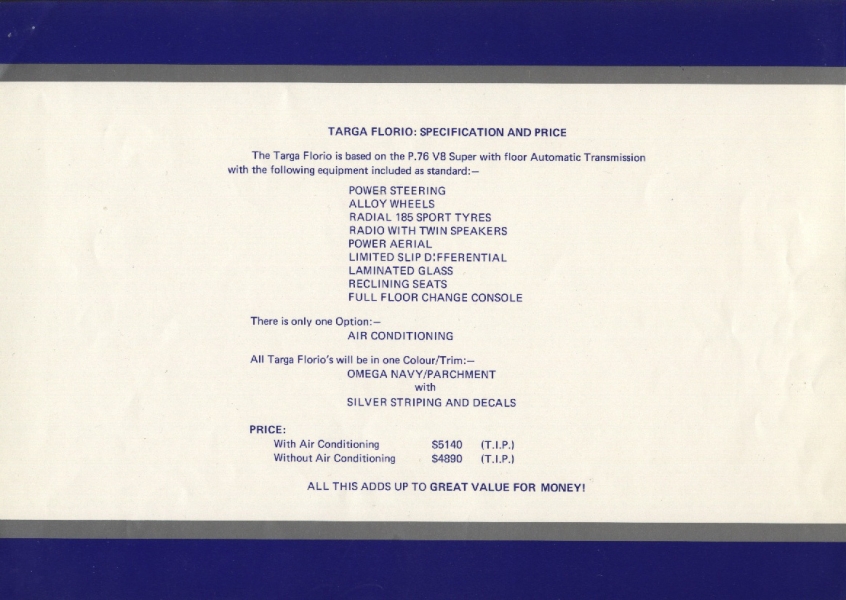 TARGA FLORIO: SPECIFICATION AND PRICE
The Targa Florio is based on the P.76 V8 Super with floor Automatic Transmission
with the following equipment included as standard:—
POWER STEERING
ALLOY WHEELS
RADIAL 185 SPORT TYRES
RADIO WITH TWIN SPEAKERS
POWER AERIAL
LIMITED SLIP DIFFERENTIAL
LAMINATED GLASS
RECLINING SEATS
FULL FLOOR CHANGE CONSOLE
There is only one Option:—
AIR CONDITIONING
All Targa Florio's will be in one Colour/Trim:—
OMEGA NAVY/PARCHMENT
with
SILVER STRIPING AND DECALS
PRICE:
With Air Conditioning $5140 (T.I.P.)
Without Air Conditioning $4890 (T.I.P.)
ALL THIS ADDS UP TO GREAT VALUE FOR MONEY!